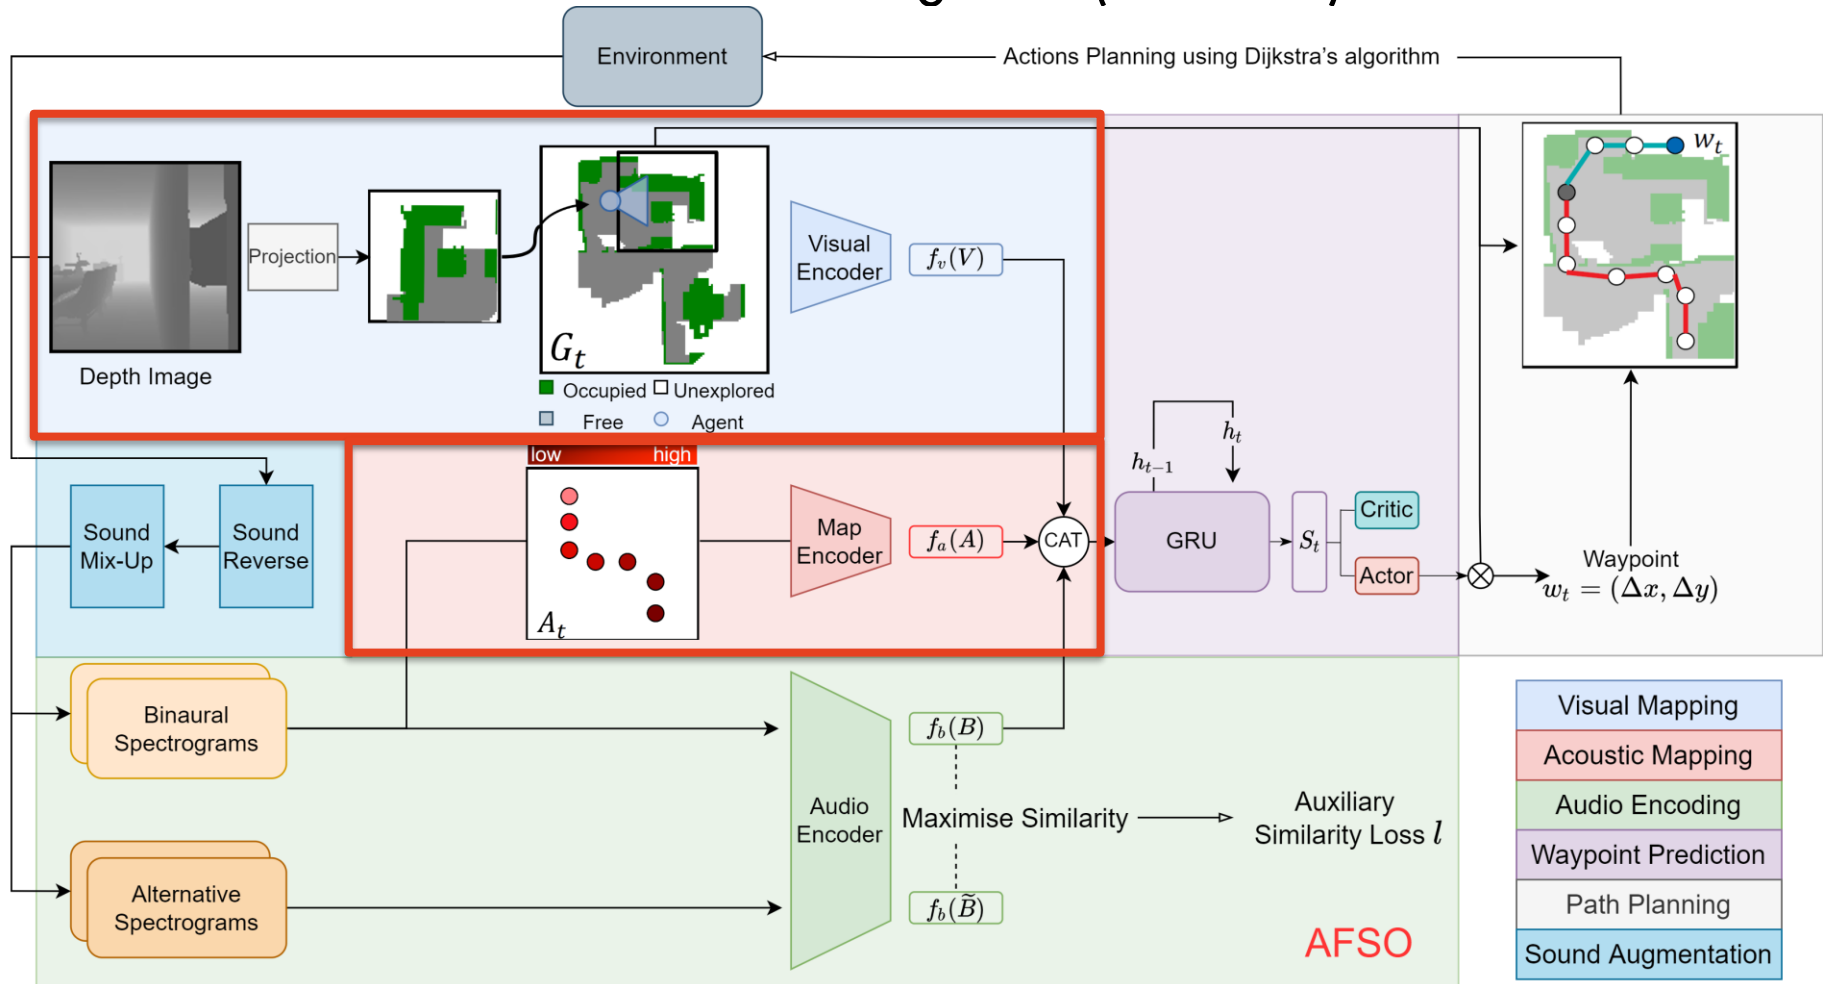 Environment
Actions Planning using Dijkstra's algorithm
Depth Image
Projection
G_t
Occupied
Unexplored
Free
Agent
Visual
Encoder
f_v(V)
w_t
low
high
A_t
Map
Encoder
f_a(A)
CAT
h_{t-1}
h_t
GRU
S_t
Critic
Actor
Waypoint
w_t = (Δx, Δy)
Sound
Mix-Up
Sound
Reverse
Binaural
Spectrograms
Alternative
Spectrograms
Audio
Encoder
f_b(B)
Maximise Similarity
f_b(B̃)
Auxiliary
Similarity Loss l
AFSO
Visual Mapping
Acoustic Mapping
Audio Encoding
Waypoint Prediction
Path Planning
Sound Augmentation